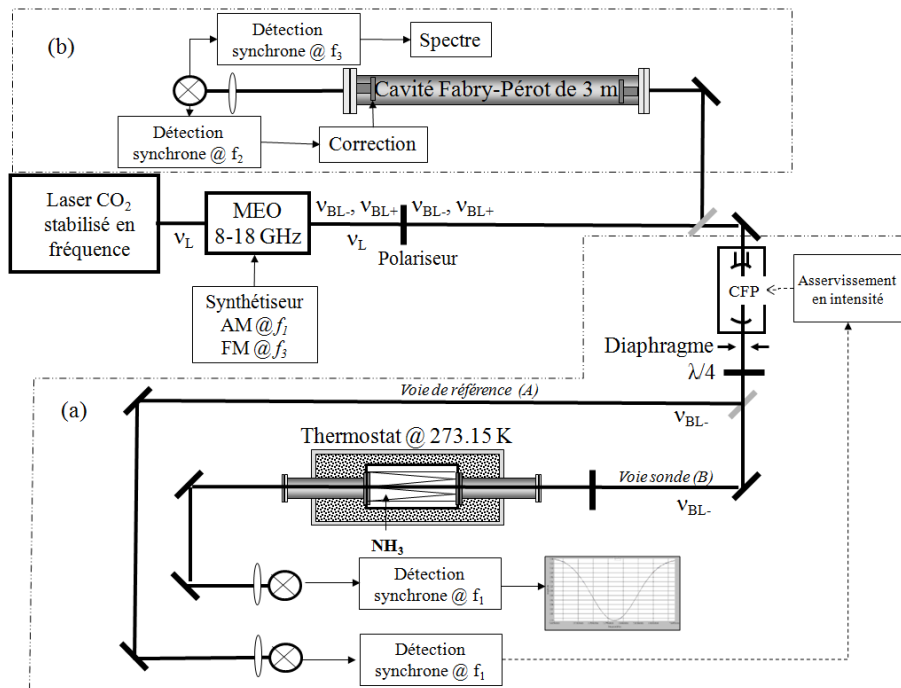 (b)
Détection
synchrone @ f3
Spectre
Cavité Fabry-Pérot de 3 m
Détection
synchrone @ f2
Correction
Laser CO2
stabilisé en
fréquence
νL
MEO
8-18 GHz
νBL-, νBL+
νL
νBL-, νBL+
Polariseur
Synthétiseur
AM @ f1
FM @ f3
CFP
Asservissement
en intensité
Diaphragme
λ/4
(a)
Voie de référence (A)
νBL-
Thermostat @ 273.15 K
Voie sonde (B)
νBL-
NH3
Détection
synchrone @ f1
Détection
synchrone @ f1